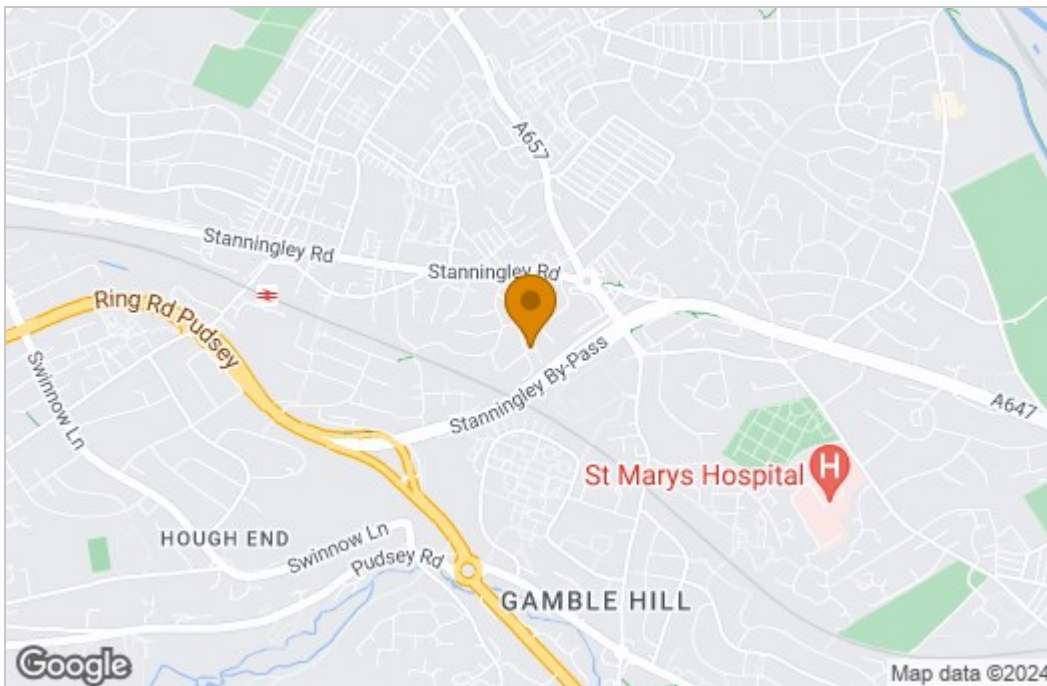 A657
Stanningley Rd
Stanningley Rd
Ring Rd Pudsey
Swinnow Ln
Stanningley By-Pass
A647
St Marys Hospital
H
HOUGH END
Swinnow Ln
Pudsey Rd
GAMBLE HILL
Google
Map data ©2024